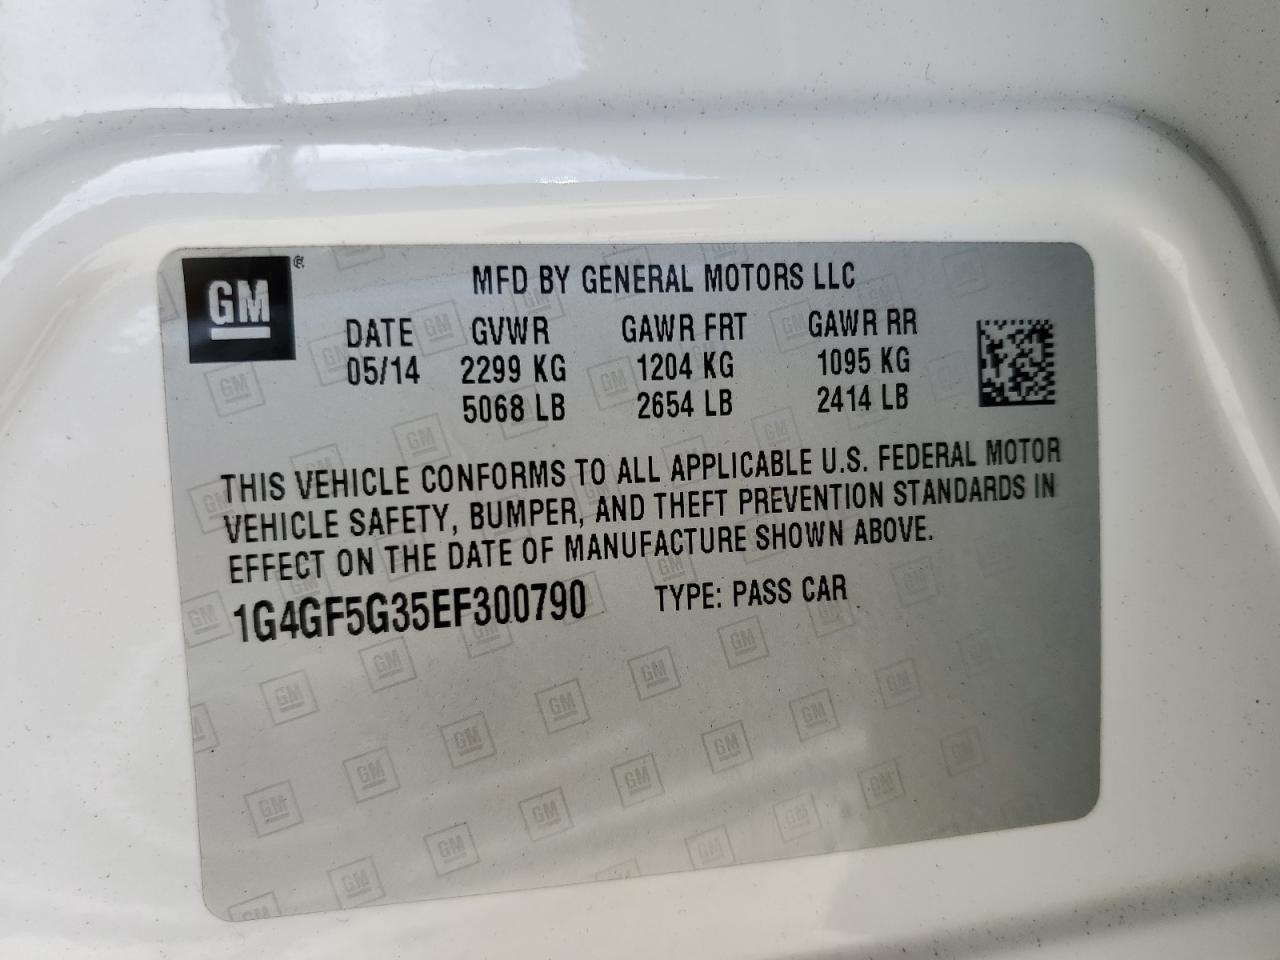 GM ®
MFD BY GENERAL MOTORS LLC
DATE GVWR GAWR FRT GAWR RR
05/14 2299 KG 1204 KG 1095 KG
5068 LB 2654 LB 2414 LB
THIS VEHICLE CONFORMS TO ALL APPLICABLE U.S. FEDERAL MOTOR
VEHICLE SAFETY, BUMPER, AND THEFT PREVENTION STANDARDS IN
EFFECT ON THE DATE OF MANUFACTURE SHOWN ABOVE.
1G4GF5G35EF300790 TYPE: PASS CAR